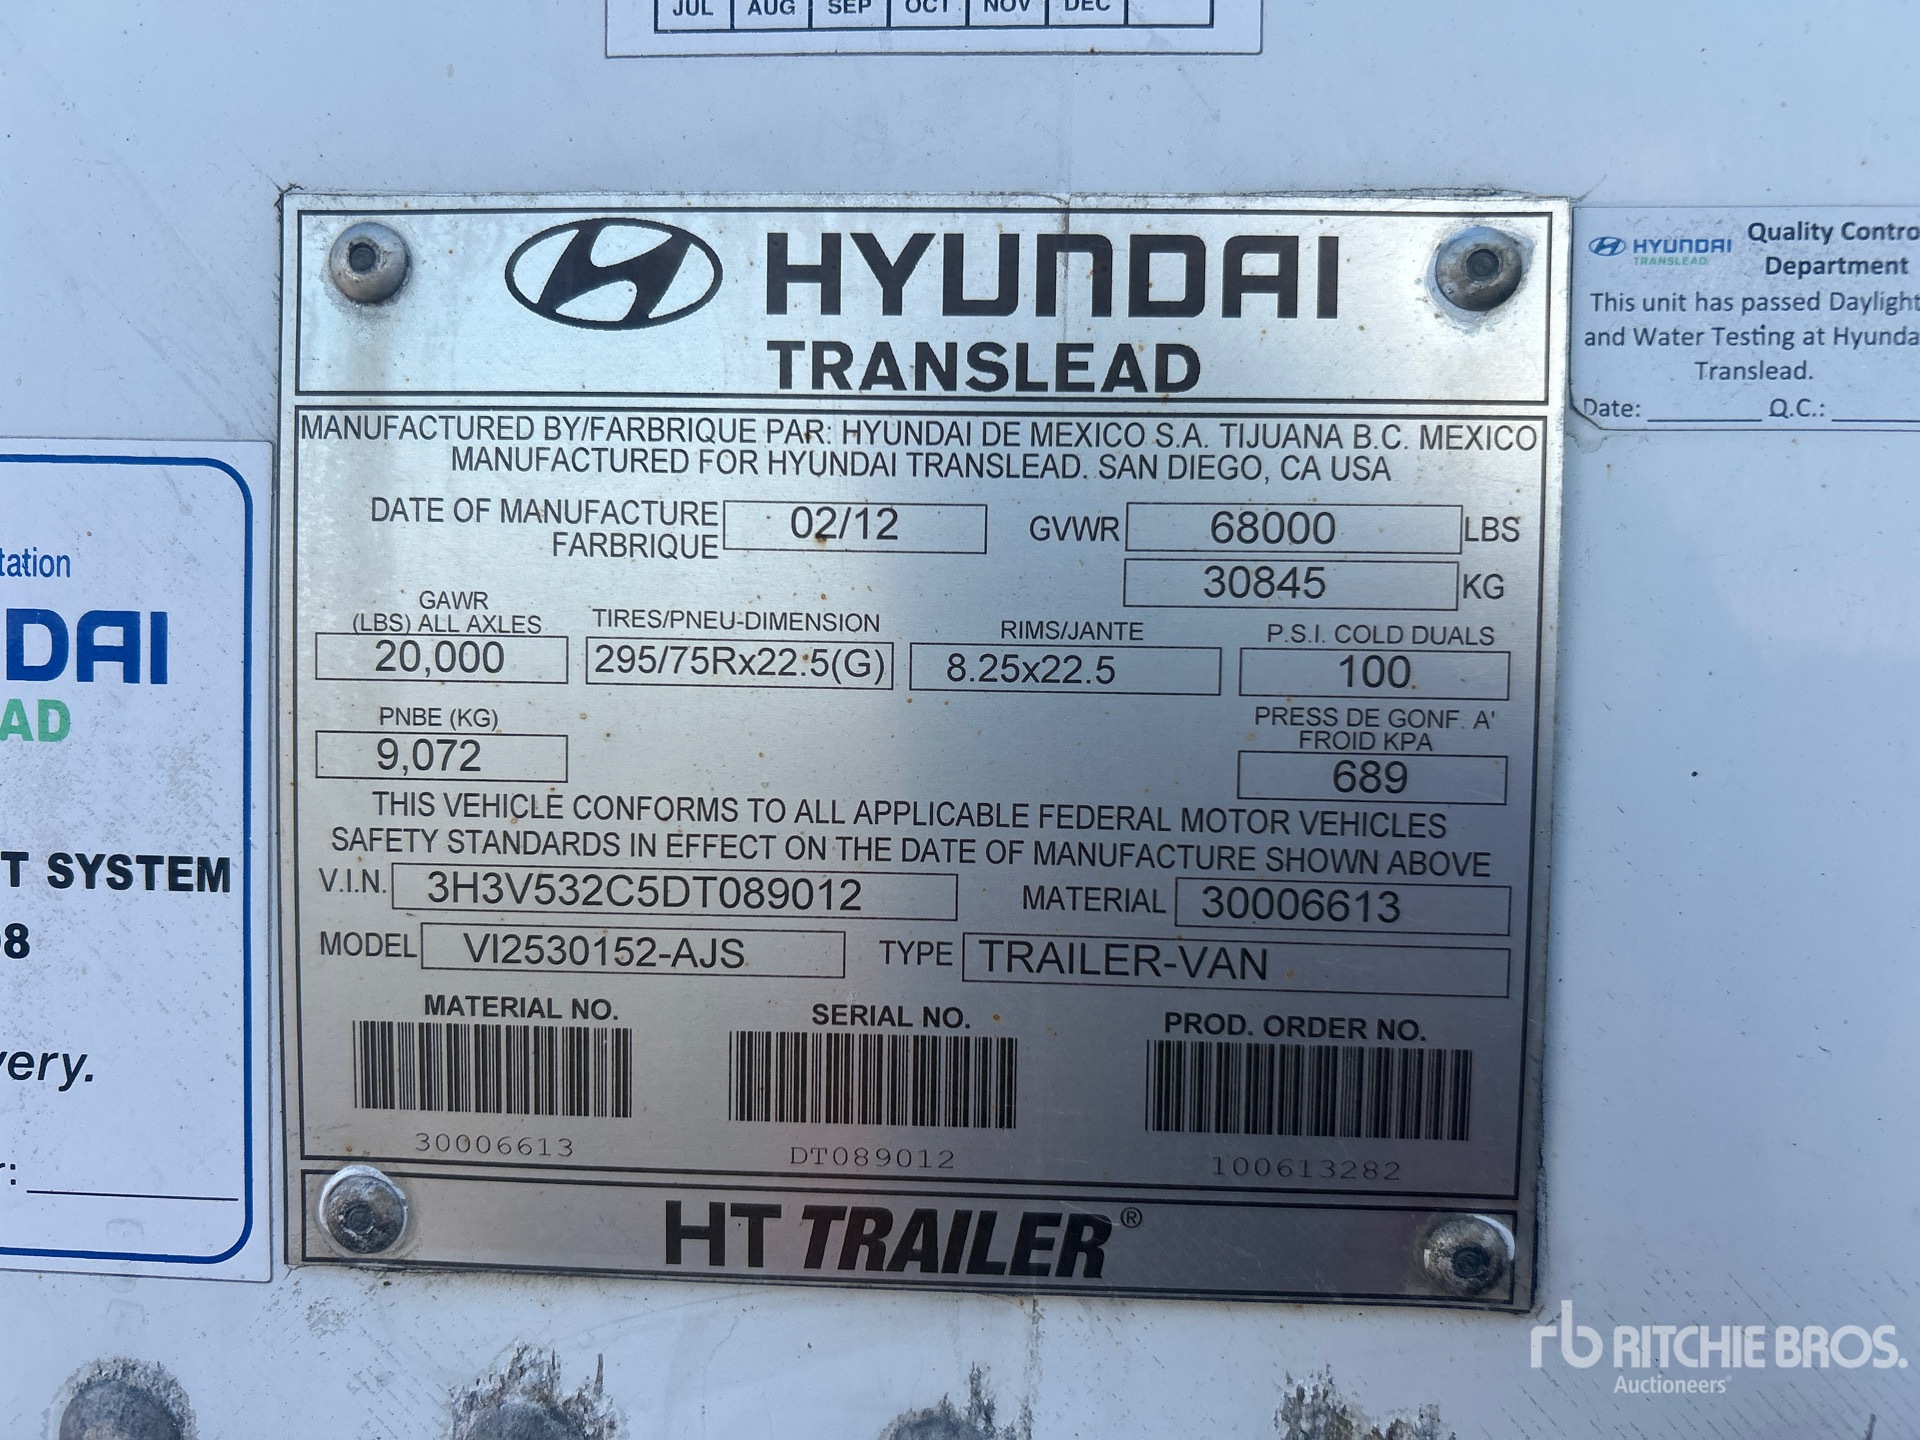 JUL AUG SEP OCT NOV DEC
HYUNDAI
TRANSLEAD
MANUFACTURED BY/FARBRIQUE PAR: HYUNDAI DE MEXICO S.A. TIJUANA B.C. MEXICO
MANUFACTURED FOR HYUNDAI TRANSLEAD. SAN DIEGO, CA USA
DATE OF MANUFACTURE 02/12 GVWR 68000 LBS
FARBRIQUE
30845 KG
GAWR
(LBS) ALL AXLES TIRES/PNEU-DIMENSION RIMS/JANTE P.S.I. COLD DUALS
20,000 295/75Rx22.5(G) 8.25x22.5 100
PNBE (KG) PRESS DE GONF. A'
FROID KPA
9,072 689
THIS VEHICLE CONFORMS TO ALL APPLICABLE FEDERAL MOTOR VEHICLES
SAFETY STANDARDS IN EFFECT ON THE DATE OF MANUFACTURE SHOWN ABOVE
V.I.N. 3H3V532C5DT089012 MATERIAL 30006613
MODEL VI2530152-AJS TYPE TRAILER-VAN
MATERIAL NO. SERIAL NO. PROD. ORDER NO.
30006613 DT089012 100613282
HT TRAILER®
HYUNDAI
TRANSLEAD
Quality Contro
Department
This unit has passed Daylight
and Water Testing at Hyunda
Translead.
Date: Q.C.:
tation
DAI
AD
T SYSTEM
8
very.
r:
rb RITCHIE BROS.
Auctioneers